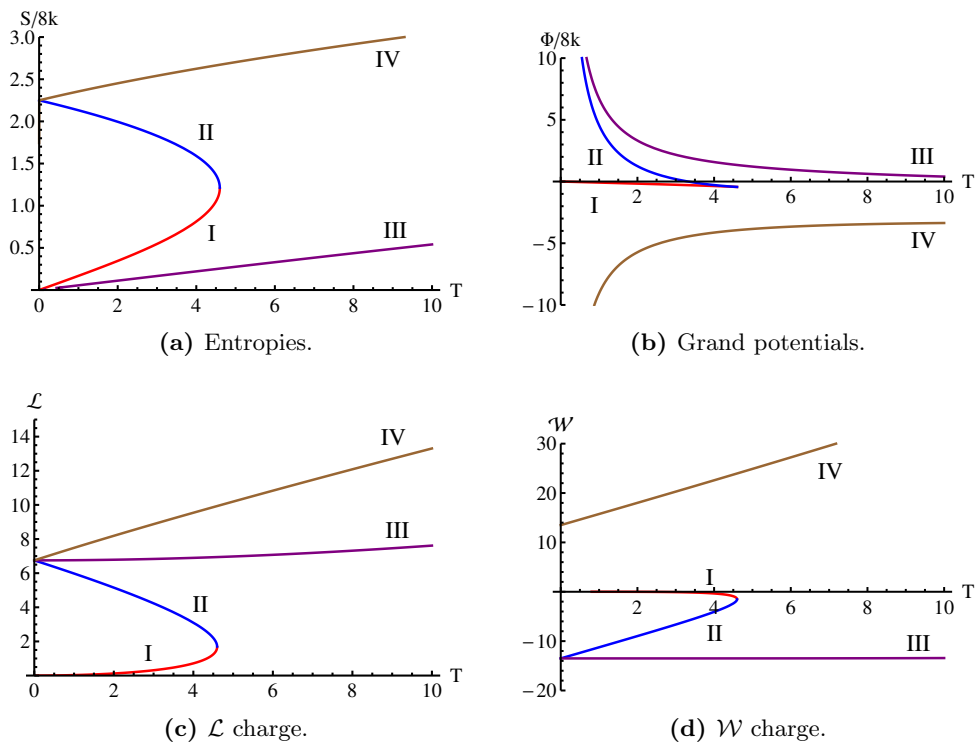 S/8k
3.0
2.5
2.0
1.5
1.0
0.5
0 2 4 6 8 10 T
IV
II
I
III
(a) Entropies.
Φ/8k
10
5
0
−5
−10
2 4 6 8 10 T
II
I
III
IV
(b) Grand potentials.
ℒ
14
12
10
8
6
4
2
0 2 4 6 8 10 T
IV
III
II
I
(c) ℒ charge.
𝒲
30
20
10
0
−10
−20
2 4 6 8 10 T
IV
I
II
III
(d) 𝒲 charge.